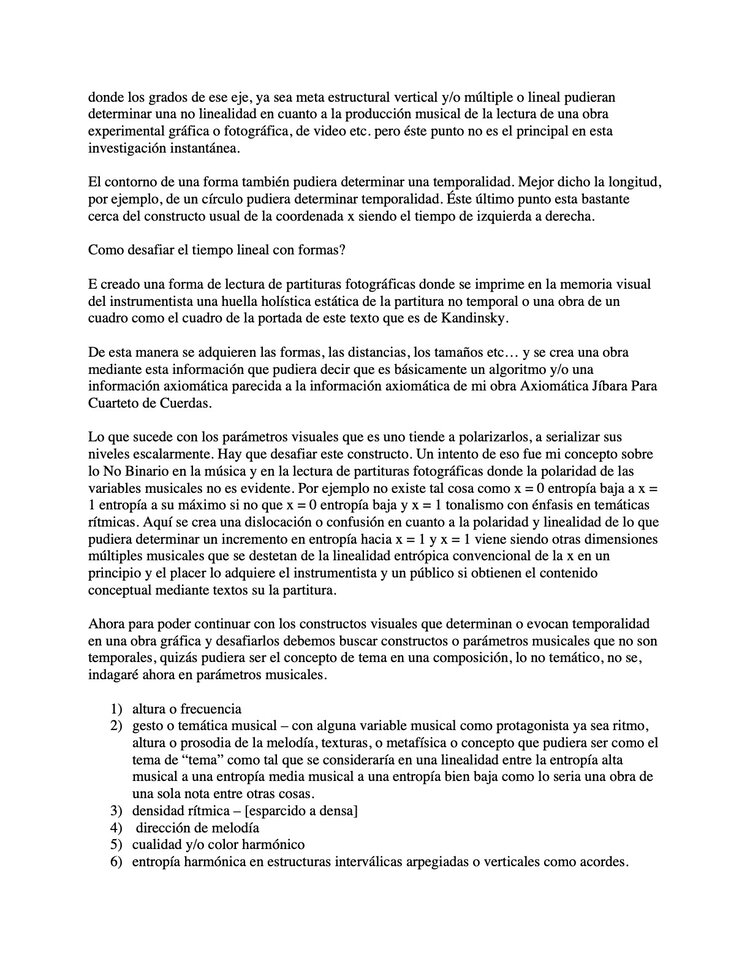 donde los grados de ese eje, ya sea meta estructural vertical y/o múltiple o lineal pudieran
determinar una no linealidad en cuanto a la producción musical de la lectura de una obra
experimental gráfica o fotográfica, de video etc. pero éste punto no es el principal en esta
investigación instantánea.
El contorno de una forma también pudiera determinar una temporalidad. Mejor dicho la longitud,
por ejemplo, de un círculo pudiera determinar temporalidad. Éste último punto esta bastante
cerca del constructo usual de la coordenada x siendo el tiempo de izquierda a derecha.
Como desafiar el tiempo lineal con formas?
E creado una forma de lectura de partituras fotográficas donde se imprime en la memoria visual
del instrumentista una huella holística estática de la partitura no temporal o una obra de un
cuadro como el cuadro de la portada de este texto que es de Kandinsky.
De esta manera se adquieren las formas, las distancias, los tamaños etc… y se crea una obra
mediante esta información que pudiera decir que es básicamente un algoritmo y/o una
información axiomática parecida a la información axiomática de mi obra Axiomática Jíbara Para
Cuarteto de Cuerdas.
Lo que sucede con los parámetros visuales que es uno tiende a polarizarlos, a serializar sus
niveles escalarmente. Hay que desafiar este constructo. Un intento de eso fue mi concepto sobre
lo No Binario en la música y en la lectura de partituras fotográficas donde la polaridad de las
variables musicales no es evidente. Por ejemplo no existe tal cosa como x = 0 entropía baja a x =
1 entropía a su máximo si no que x = 0 entropía baja y x = 1 tonalismo con énfasis en temáticas
rítmicas. Aquí se crea una dislocación o confusión en cuanto a la polaridad y linealidad de lo que
pudiera determinar un incremento en entropía hacia x = 1 y x = 1 viene siendo otras dimensiones
múltiples musicales que se destetan de la linealidad entrópica convencional de la x en un
principio y el placer lo adquiere el instrumentista y un público si obtienen el contenido
conceptual mediante textos su la partitura.
Ahora para poder continuar con los constructos visuales que determinan o evocan temporalidad
en una obra gráfica y desafiarlos debemos buscar constructos o parámetros musicales que no son
temporales, quizás pudiera ser el concepto de tema en una composición, lo no temático, no se,
indagaré ahora en parámetros musicales.
1) altura o frecuencia
2) gesto o temática musical – con alguna variable musical como protagonista ya sea ritmo,
altura o prosodia de la melodía, texturas, o metafísica o concepto que pudiera ser como el
tema de “tema” como tal que se consideraría en una linealidad entre la entropía alta
musical a una entropía media musical a una entropía bien baja como lo seria una obra de
una sola nota entre otras cosas.
3) densidad rítmica – [esparcido a densa]
4) dirección de melodía
5) cualidad y/o color harmónico
6) entropía harmónica en estructuras interválicas arpegiadas o verticales como acordes.